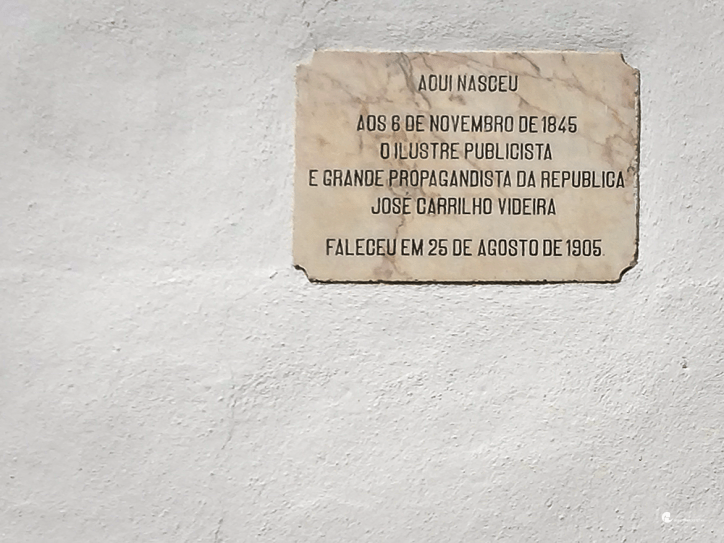 AQUI NASCEU
AOS 6 DE NOVEMBRO DE 1845
O ILUSTRE PUBLICISTA
E GRANDE PROPAGANDISTA DA REPUBLICA
JOSÉ CARRILHO VIDEIRA
FALECEU EM 25 DE AGOSTO DE 1905.